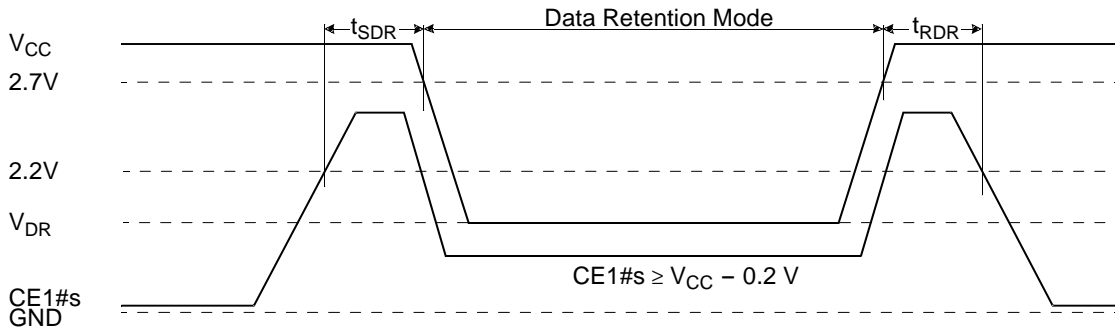 Data Retention Mode
tSDR
tRDR
VCC
2.7V
2.2V
VDR
CE1#s ≥ VCC − 0.2 V
CE1#s
GND